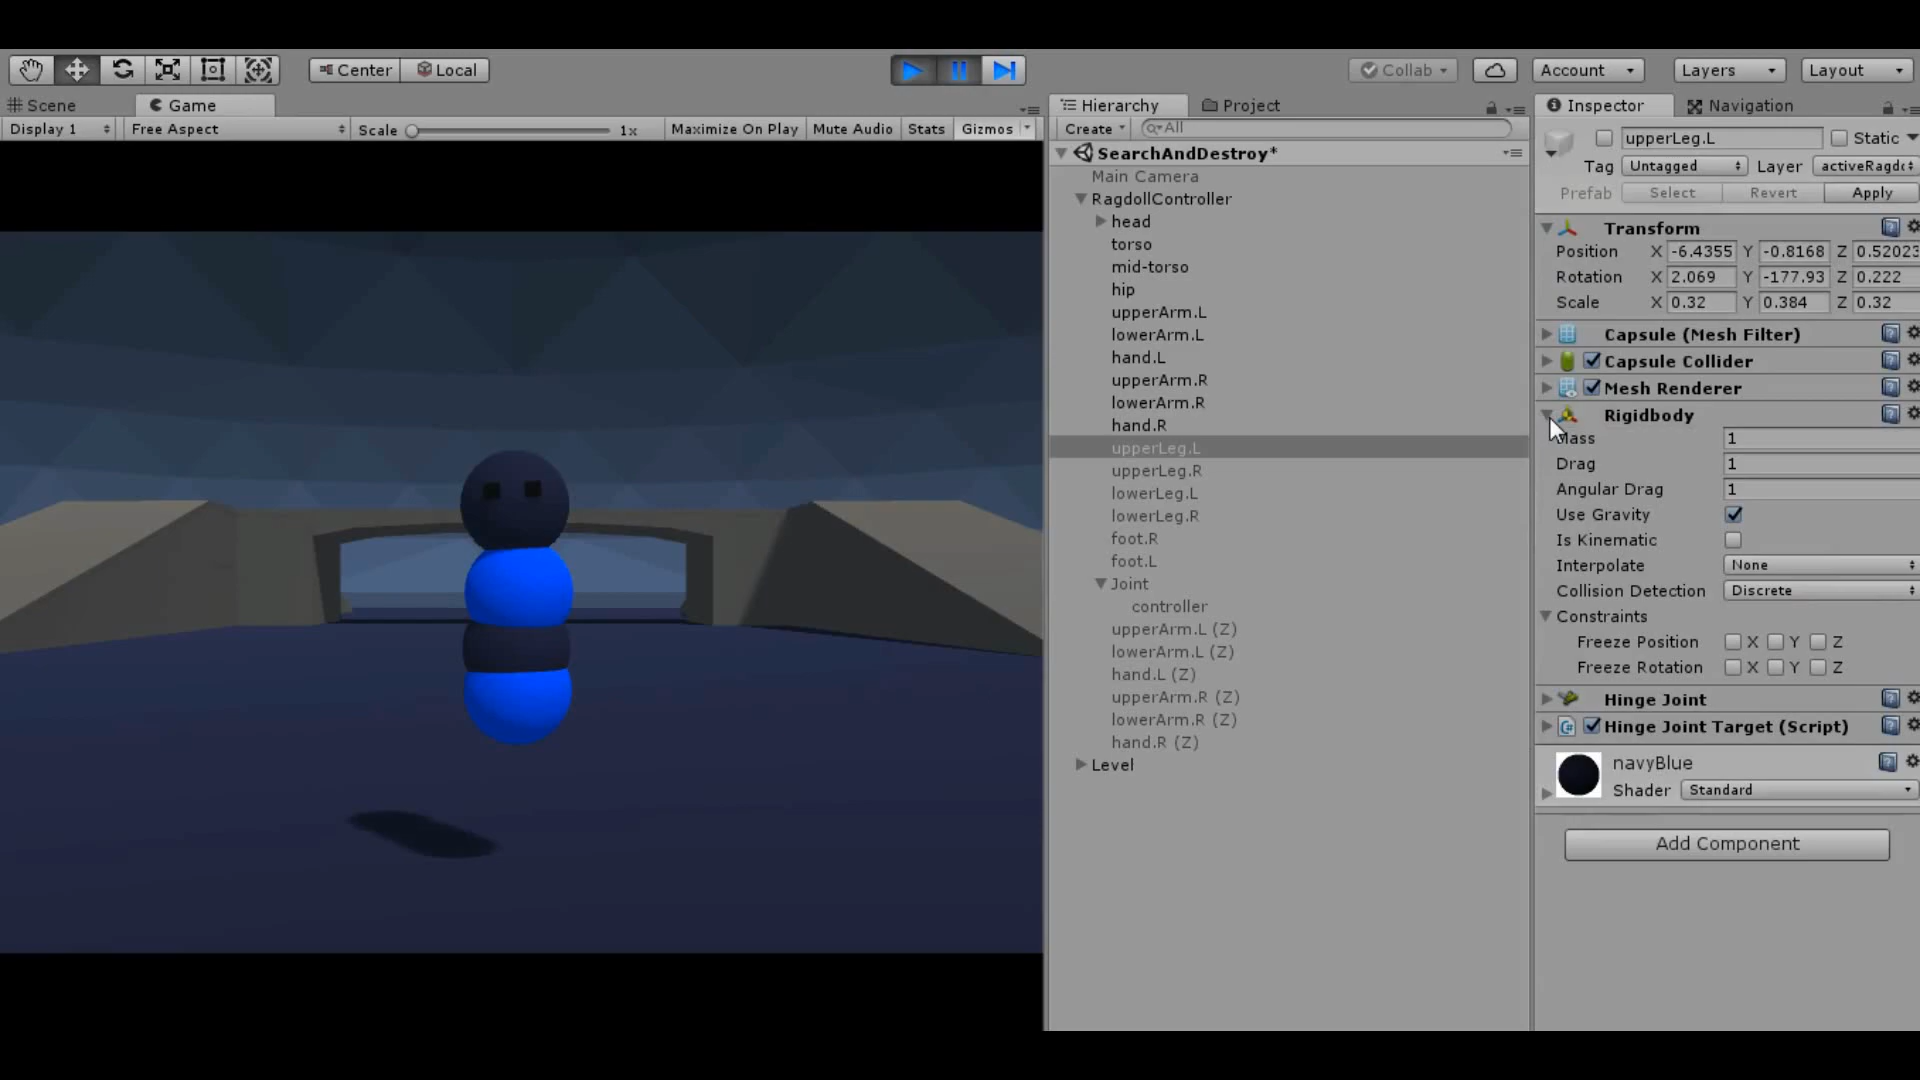 Center Local Collab Account Layers Layout
Scene Game Hierarchy Project Inspector Navigation
Display 1 Free Aspect Scale 1x Maximize On Play Mute Audio Stats Gizmos Create All
SearchAndDestroy*
Main Camera
RagdollController
head
torso
mid-torso
hip
upperArm.L
lowerArm.L
hand.L
upperArm.R
lowerArm.R
hand.R
upperLeg.L
upperLeg.R
lowerLeg.L
lowerLeg.R
foot.R
foot.L
Joint
controller
upperArm.L (Z)
lowerArm.L (Z)
hand.L (Z)
upperArm.R (Z)
lowerArm.R (Z)
hand.R (Z)
Level
upperLeg.L Static
Tag Untagged Layer activeRagd
Prefab Select Revert Apply
Transform
Position X -6.4355 Y -0.8168 Z 0.52023
Rotation X 2.069 Y -177.93 Z 0.222
Scale X 0.32 Y 0.384 Z 0.32
Capsule (Mesh Filter)
Capsule Collider
Mesh Renderer
Rigidbody
Mass 1
Drag 1
Angular Drag 1
Use Gravity
Is Kinematic
Interpolate None
Collision Detection Discrete
Constraints
Freeze Position X Y Z
Freeze Rotation X Y Z
Hinge Joint
Hinge Joint Target (Script)
navyBlue
Shader Standard
Add Component